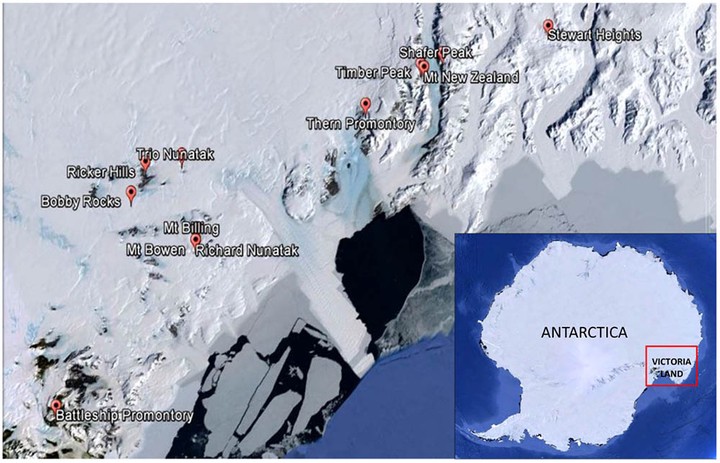 Stewart Heights
Shafer Peak
Timber Peak
Mt New Zealand
Thern Promontory
Trio Nunatak
Ricker Hills
Bobby Rocks
Mt Billing
Mt Bowen
Richard Nunatak
Battleship Promontory
ANTARCTICA
VICTORIA
LAND